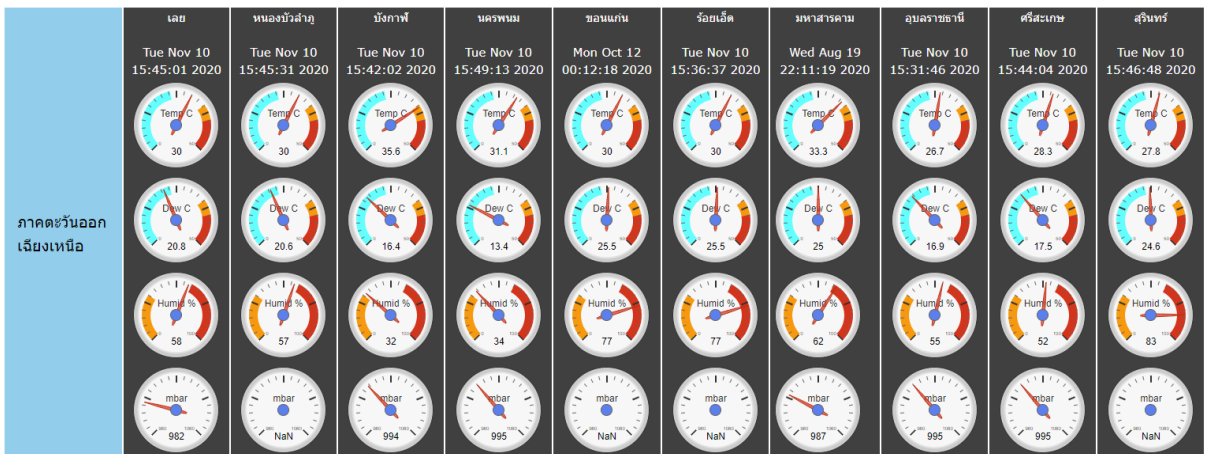 เลย หนองบัวลำภู บึงกาฬ นครพนม ขอนแก่น ร้อยเอ็ด มหาสารคาม อุบลราชธานี ศรีสะเกษ สุรินทร์
Tue Nov 10 Tue Nov 10 Tue Nov 10 Tue Nov 10 Mon Oct 12 Tue Nov 10 Wed Aug 19 Tue Nov 10 Tue Nov 10 Tue Nov 10
15:45:01 2020 15:45:31 2020 15:42:02 2020 15:49:13 2020 00:12:18 2020 15:36:37 2020 22:11:19 2020 15:31:46 2020 15:44:04 2020 15:46:48 2020
Temp C Temp C Temp C Temp C Temp C Temp C Temp C Temp C Temp C Temp C
30 30 35.6 31.1 30 30 33.3 26.7 28.3 27.8
Dew C Dew C Dew C Dew C Dew C Dew C Dew C Dew C Dew C Dew C
20.8 20.6 16.4 13.4 25.5 25.5 25 16.9 17.5 24.6
ภาคตะวันออก
เฉียงเหนือ
Humid % Humid % Humid % Humid % Humid % Humid % Humid % Humid % Humid % Humid %
58 57 32 34 77 77 62 55 52 83
mbar mbar mbar mbar mbar mbar mbar mbar mbar mbar
982 NaN 994 995 NaN NaN 987 995 995 NaN